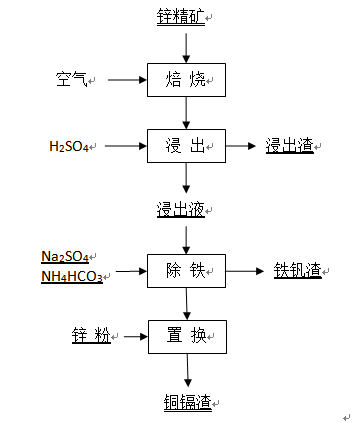 锌精矿
空气
焙 烧
H2SO4
浸 出
浸出渣
浸出液
Na2SO4
NH4HCO3
除 铁
铁钒渣
锌 粉
置 换
铜镉渣